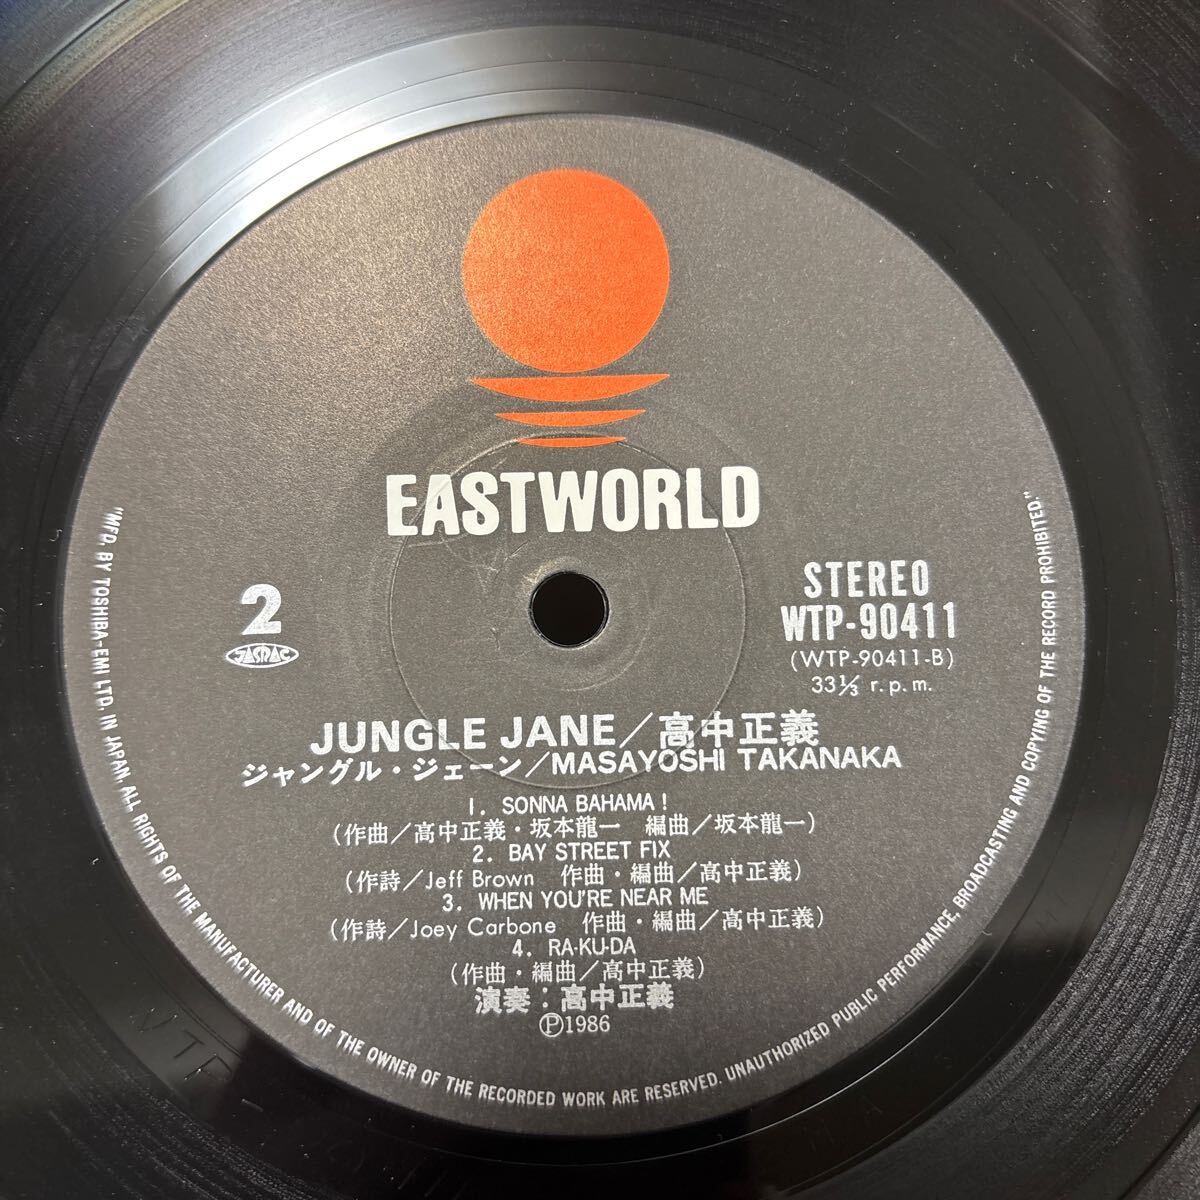 EASTWORLD
2
JASRAC
STEREO
WTP-90411
(WTP-90411-B)
33⅓ r.p.m.
JUNGLE JANE/高中正義
ジャングル・ジェーン/MASAYOSHI TAKANAKA
1. SONNA BAHAMA!
(作曲/高中正義・坂本龍一 編曲/坂本龍一)
2. BAY STREET FIX
(作詩/Jeff Brown 作曲・編曲/高中正義)
3. WHEN YOU'RE NEAR ME
(作詩/Joey Carbone 作曲・編曲/高中正義)
4. RA-KU-DA
(作曲・編曲/高中正義)
演奏:高中正義
Ⓟ1986
"MFD. BY TOSHIBA-EMI LTD. IN JAPAN. ALL RIGHTS OF THE MANUFACTURER AND OF THE OWNER OF THE RECORDED WORK ARE RESERVED. UNAUTHORIZED PUBLIC PERFORMANCE, BROADCASTING AND COPYING OF THE RECORD PROHIBITED."